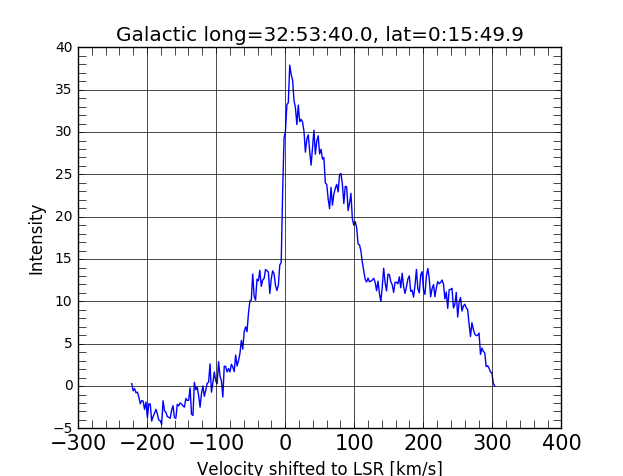 Galactic long=32:53:40.0, lat=0:15:49.9
40
35
30
25
20
15
10
5
0
−5
Intensity
−300 −200 −100 0 100 200 300 400
Velocity shifted to LSR [km/s]